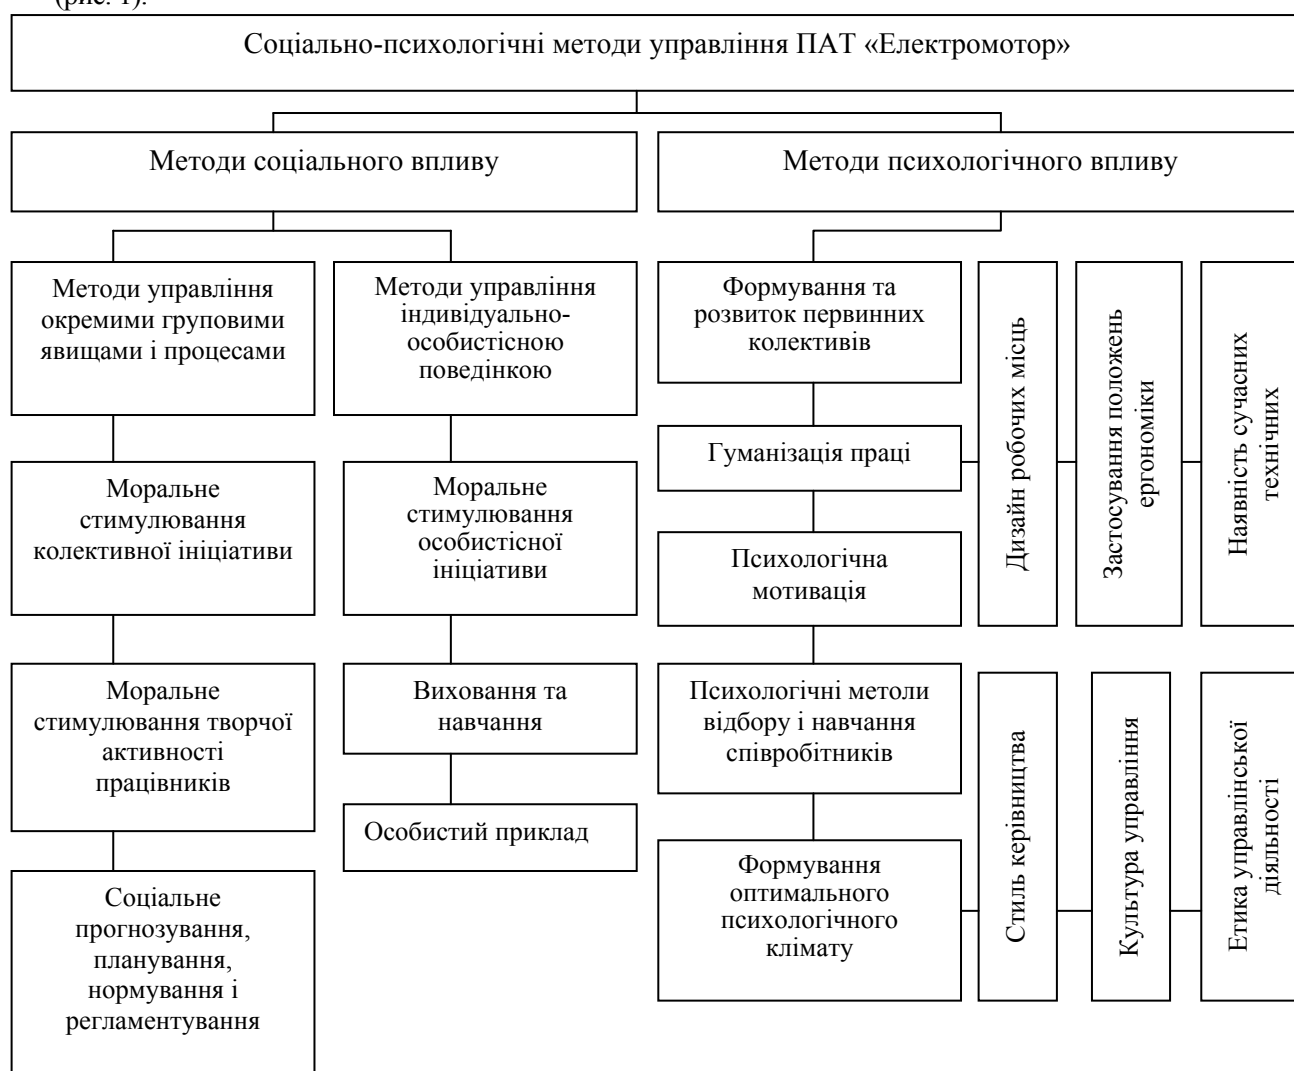 (рис. 1).
Соціально-психологічні методи управління ПАТ «Електромотор»
Методи соціального впливу
Методи психологічного впливу
Методи управління
окремими груповими
явищами і процесами
Методи управління
індивідуально-
особистісною
поведінкою
Формування та
розвиток первинних
колективів
Гуманізація праці
Психологічна
мотивація
Дизайн робочих місць
Застосування положень
ергономіки
Наявність сучасних
технічних
Моральне
стимулювання
колективної ініціативи
Моральне
стимулювання
особистісної
ініціативи
Моральне
стимулювання творчої
активності
працівників
Виховання та
навчання
Психологічні метоли
відбору і навчання
співробітників
Особистий приклад
Формування
оптимального
психологічного
клімату
Стиль керівництва
Культура управління
Етика управлінської
діяльності
Соціальне
прогнозування,
планування,
нормування і
регламентування